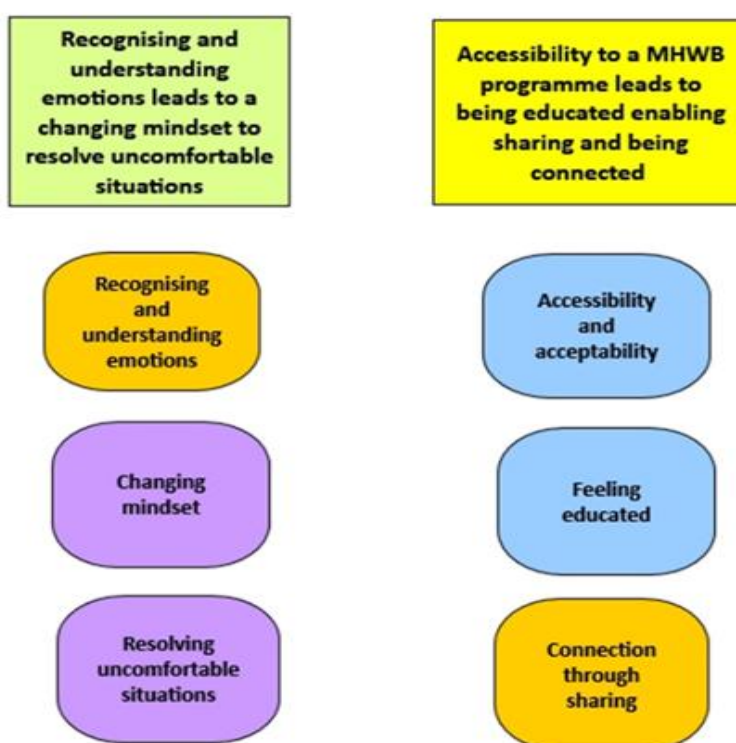 Recognising and
understanding
emotions leads to a
changing mindset to
resolve uncomfortable
situations
Accessibility to a MHWB
programme leads to
being educated enabling
sharing and being
connected
Recognising
and
understanding
emotions
Accessibility
and
acceptability
Changing
mindset
Feeling
educated
Resolving
uncomfortable
situations
Connection
through
sharing